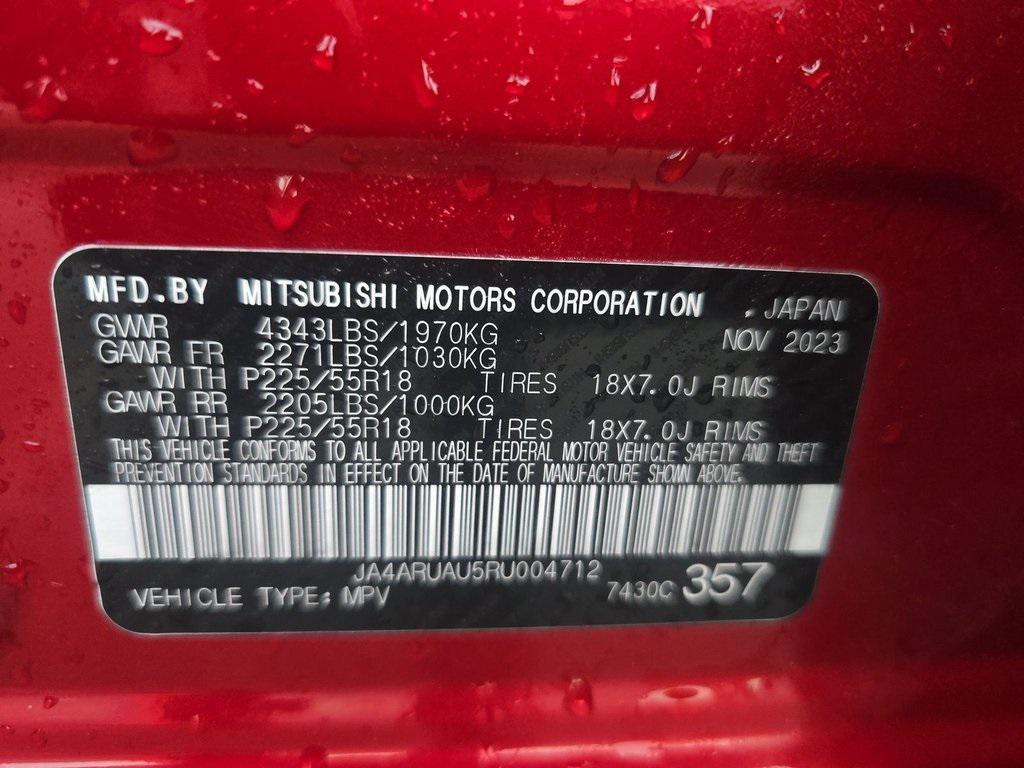 MFD.BY MITSUBISHI MOTORS CORPORATION .JAPAN
GVWR 4343LBS/1970KG NOV 2023
GAWR FR 2271LBS/1030KG
WITH P225/55R18 TIRES 18X7.0J RIMS
GAWR RR 2205LBS/1000KG
WITH P225/55R18 TIRES 18X7.0J RIMS
THIS VEHICLE CONFORMS TO ALL APPLICABLE FEDERAL MOTOR VEHICLE SAFETY AND THEFT
PREVENTION STANDARDS IN EFFECT ON THE DATE OF MANUFACTURE SHOWN ABOVE.
JA4ARUAU5RU004712
VEHICLE TYPE: MPV 7430C 357